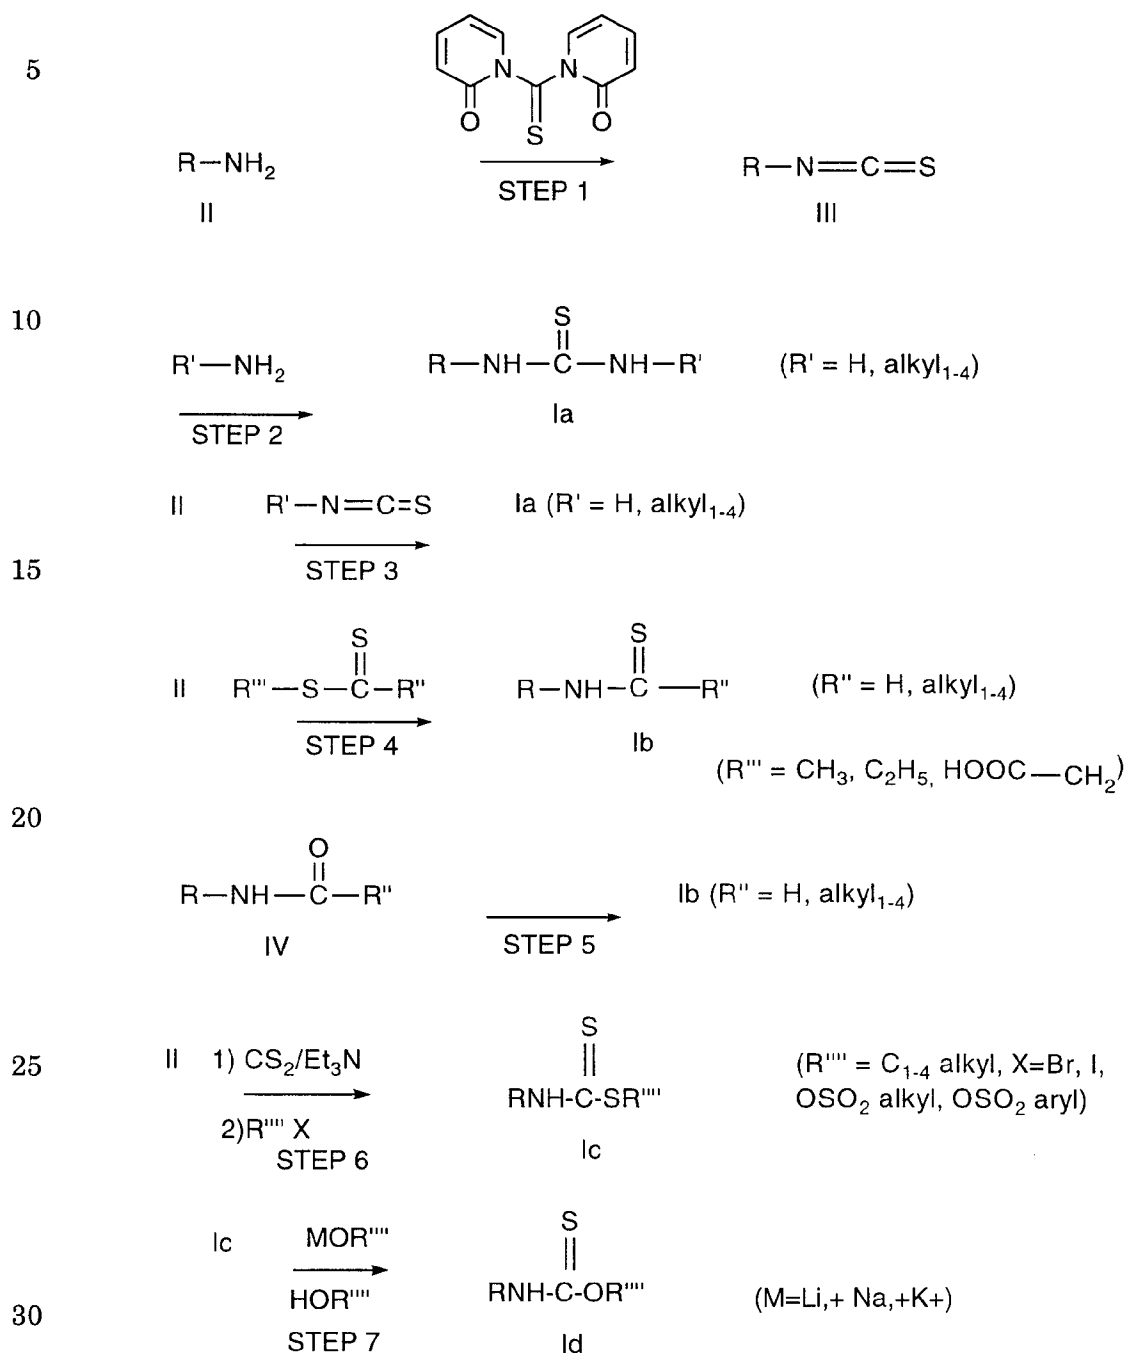 5
N N
O S O
R–NH₂ STEP 1 R–N=C=S
II III
10
S
R'–NH₂ R–NH–C–NH–R' (R' = H, alkyl₁₋₄)
STEP 2 Ia
II R'–N=C=S Ia (R' = H, alkyl₁₋₄)
15
STEP 3
S S
II R'''–S–C–R'' R–NH–C–R'' (R'' = H, alkyl₁₋₄)
STEP 4 Ib
(R''' = CH₃, C₂H₅, HOOC–CH₂)
20
O
R–NH–C–R'' Ib (R'' = H, alkyl₁₋₄)
IV STEP 5
S
25 II 1) CS₂/Et₃N (R'''' = C₁₋₄ alkyl, X=Br, I,
RNH-C-SR'''' OSO₂ alkyl, OSO₂ aryl)
2)R'''' X
STEP 6 Ic
S
Ic MOR''''
RNH-C-OR'''' (M=Li,+ Na,+K+)
30 HOR''''
STEP 7 Id